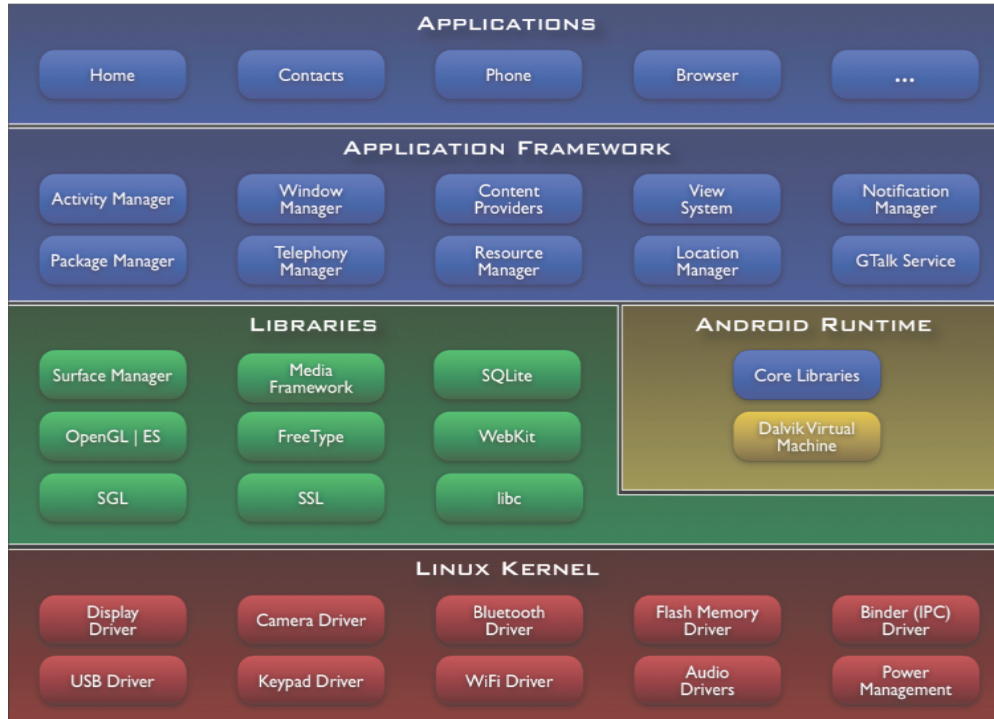 APPLICATIONS
Home
Contacts
Phone
Browser
...
APPLICATION FRAMEWORK
Activity Manager
Window
Manager
Content
Providers
View
System
Notification
Manager
Package Manager
Telephony
Manager
Resource
Manager
Location
Manager
GTalk Service
LIBRARIES
Surface Manager
Media
Framework
SQLite
OpenGL | ES
FreeType
WebKit
SGL
SSL
libc
ANDROID RUNTIME
Core Libraries
Dalvik Virtual
Machine
LINUX KERNEL
Display
Driver
Camera Driver
Bluetooth
Driver
Flash Memory
Driver
Binder (IPC)
Driver
USB Driver
Keypad Driver
WiFi Driver
Audio
Drivers
Power
Management